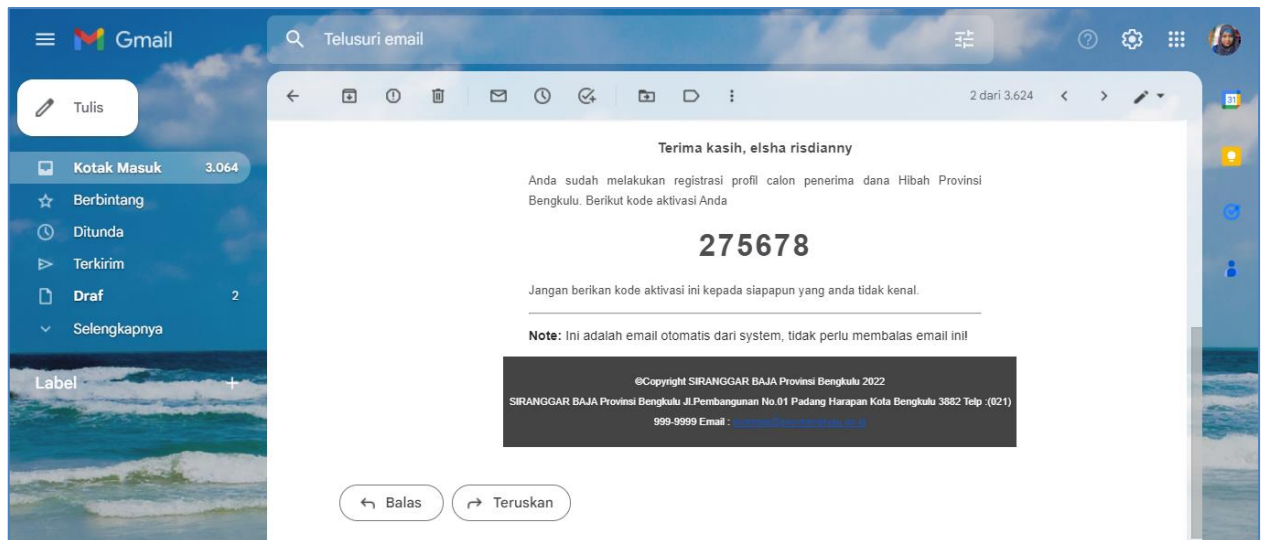 Gmail
Telusuri email
Tulis
2 dari 3.624
31
Kotak Masuk 3.064
Berbintang
Ditunda
Terkirim
Draf 2
Selengkapnya
Label
Terima kasih, elsha risdianny
Anda sudah melakukan registrasi profil calon penerima dana Hibah Provinsi
Bengkulu. Berikut kode aktivasi Anda
275678
Jangan berikan kode aktivasi ini kepada siapapun yang anda tidak kenal.
Note: Ini adalah email otomatis dari system, tidak perlu membalas email ini!
©Copyright SIRANGGAR BAJA Provinsi Bengkulu 2022
SIRANGGAR BAJA Provinsi Bengkulu Jl.Pembangunan No.01 Padang Harapan Kota Bengkulu 3882 Telp :(021)
999-9999 Email :
Balas
Teruskan